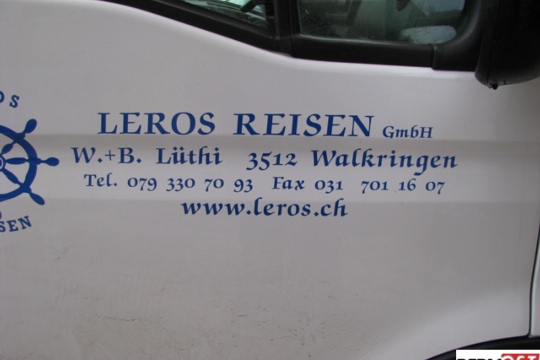 LEROS REISEN GmbH
W.+B. Lüthi 3512 Walkringen
Tel. 079 330 70 93 Fax 031 701 16 07
www.leros.ch